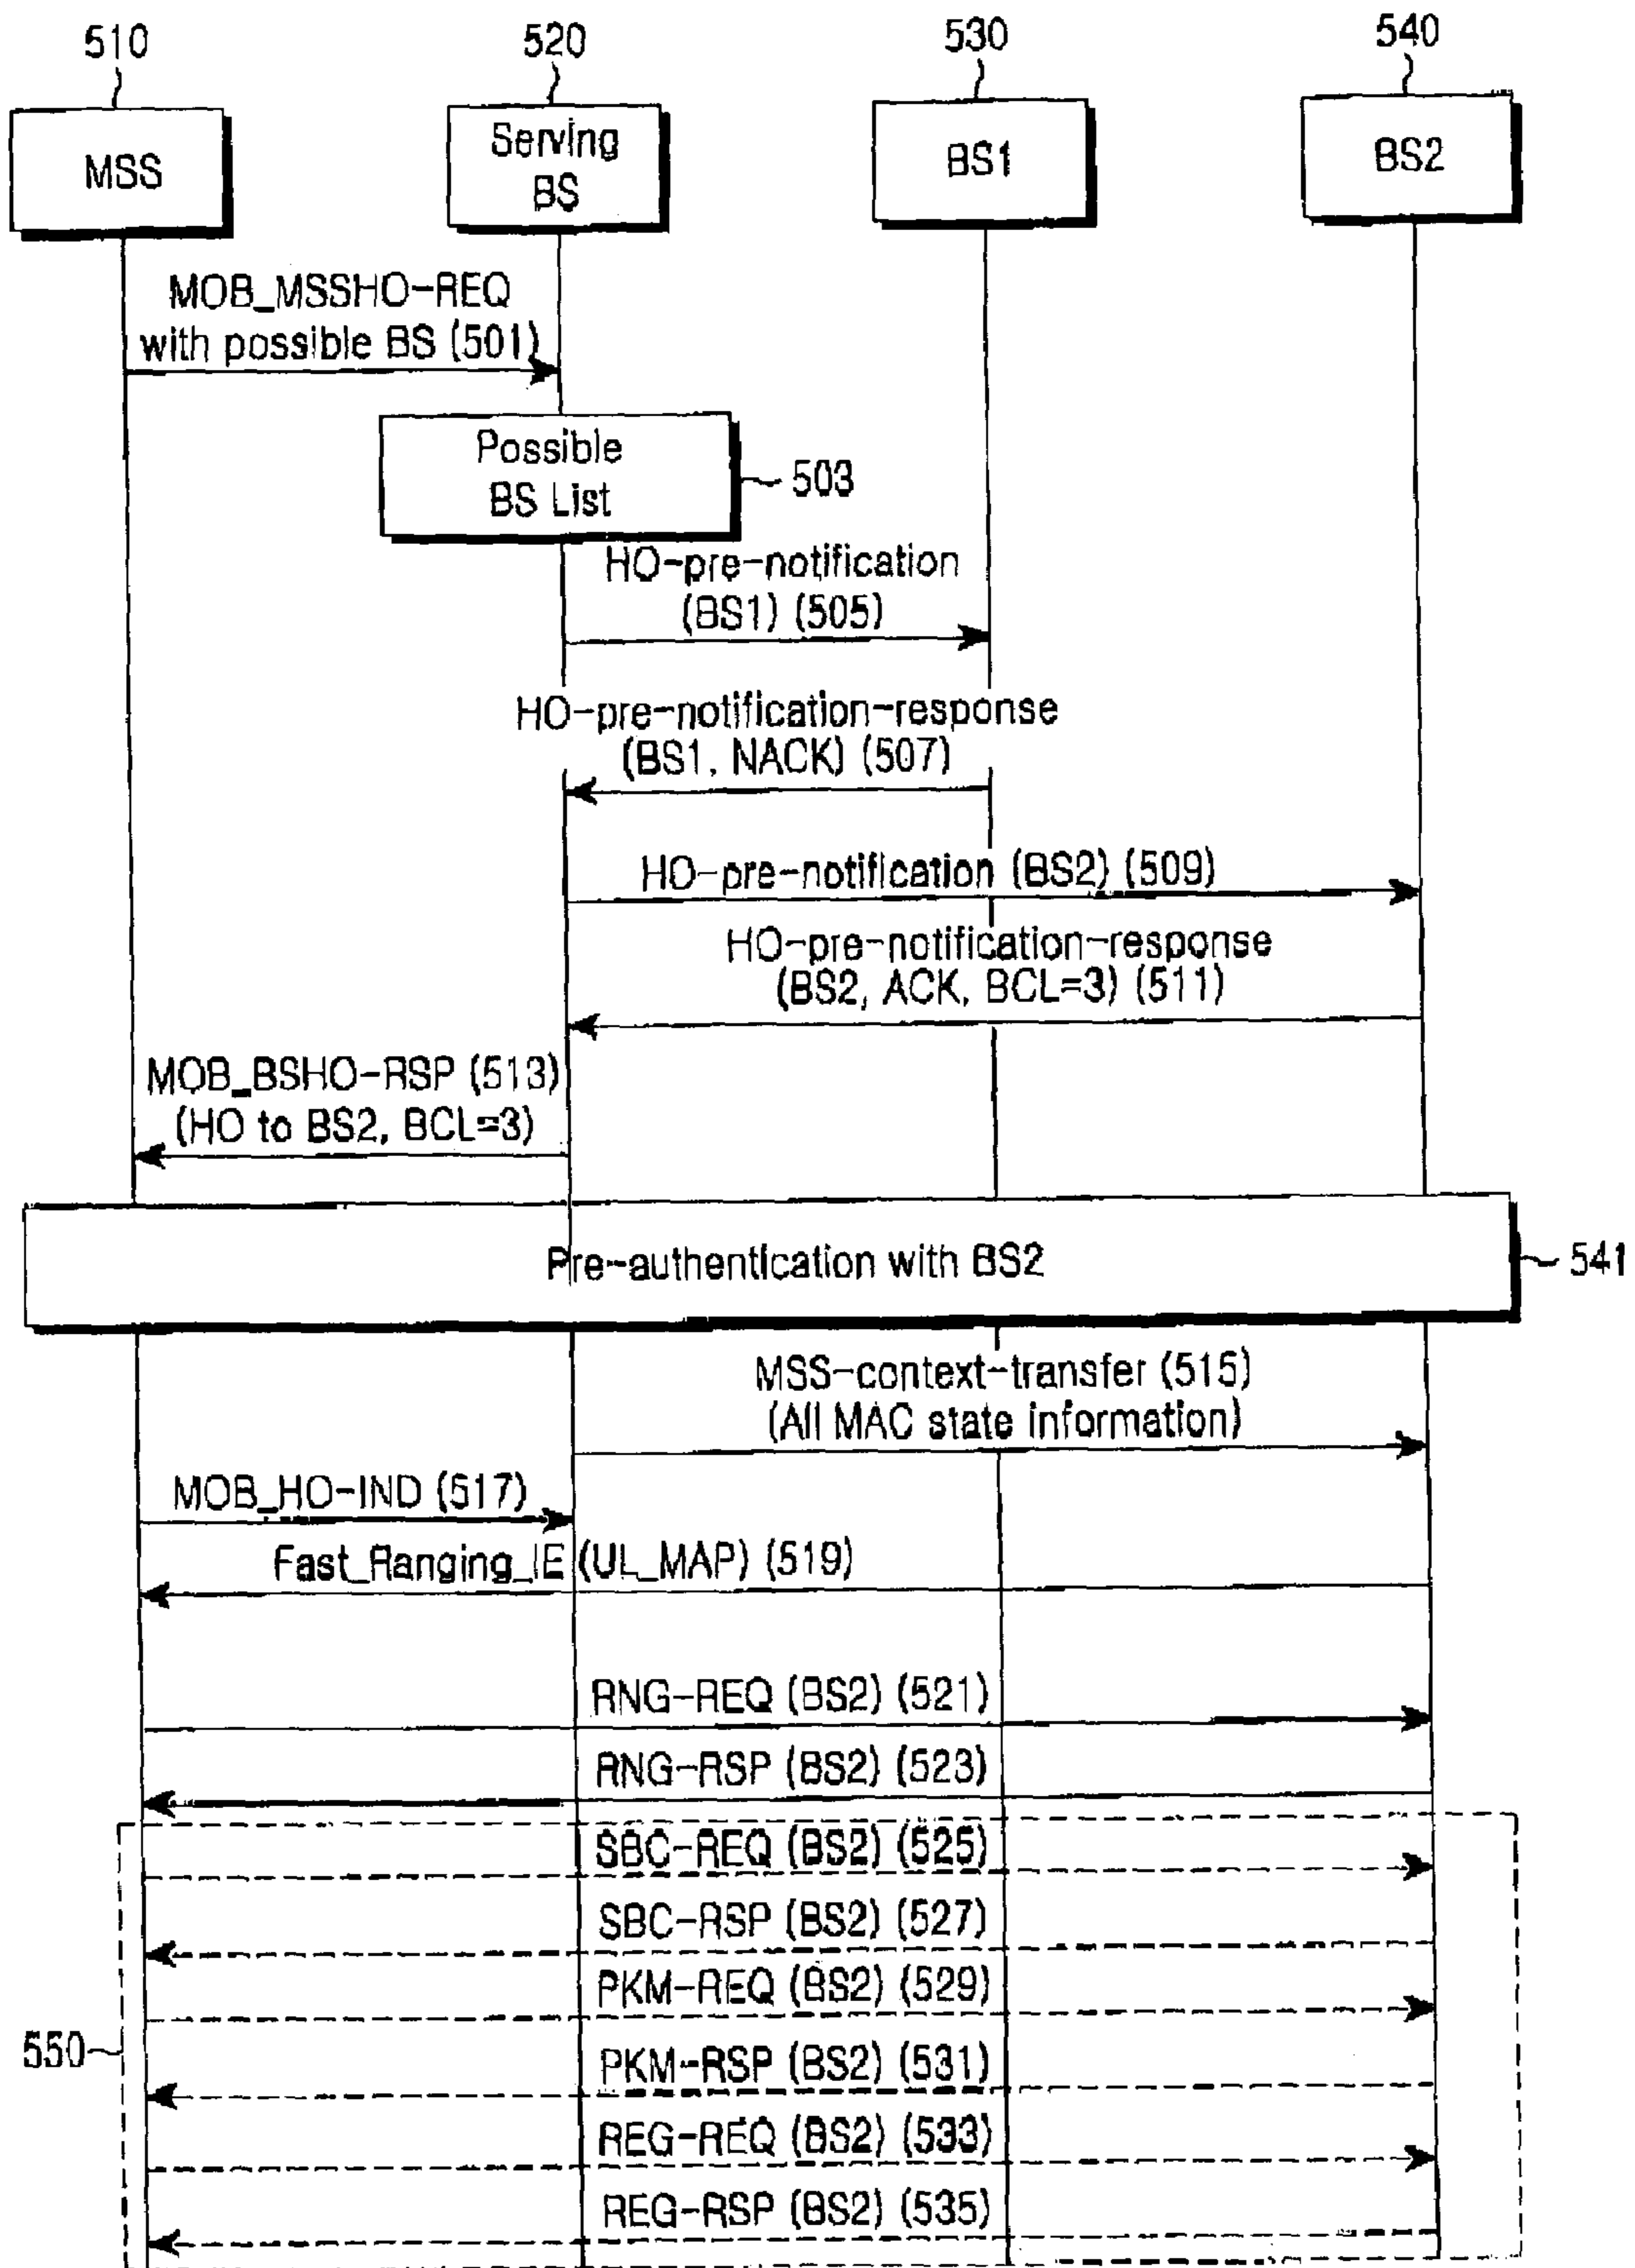 510
520
530
540
MSS
Serving
BS
BS1
BS2
MOB_MSSHO-REQ
with possible BS (501)
Possible
BS List
503
HO-pre-notification
(BS1) (505)
HO-pre-notification-response
(BS1, NACK) (507)
HO-pre-notification (BS2) (509)
HO-pre-notification-response
(BS2, ACK, BCL=3) (511)
MOB_BSHO-RSP (513)
(HO to BS2, BCL=3)
Pre-authentication with BS2
541
MSS-context-transfer (515)
(All MAC state information)
MOB_HO-IND (517)
Fast_Ranging_IE (UL_MAP) (519)
RNG-REQ (BS2) (521)
RNG-RSP (BS2) (523)
SBC-REQ (BS2) (525)
SBC-RSP (BS2) (527)
PKM-REQ (BS2) (529)
550
PKM-RSP (BS2) (531)
REG-REQ (BS2) (533)
REG-RSP (BS2) (535)